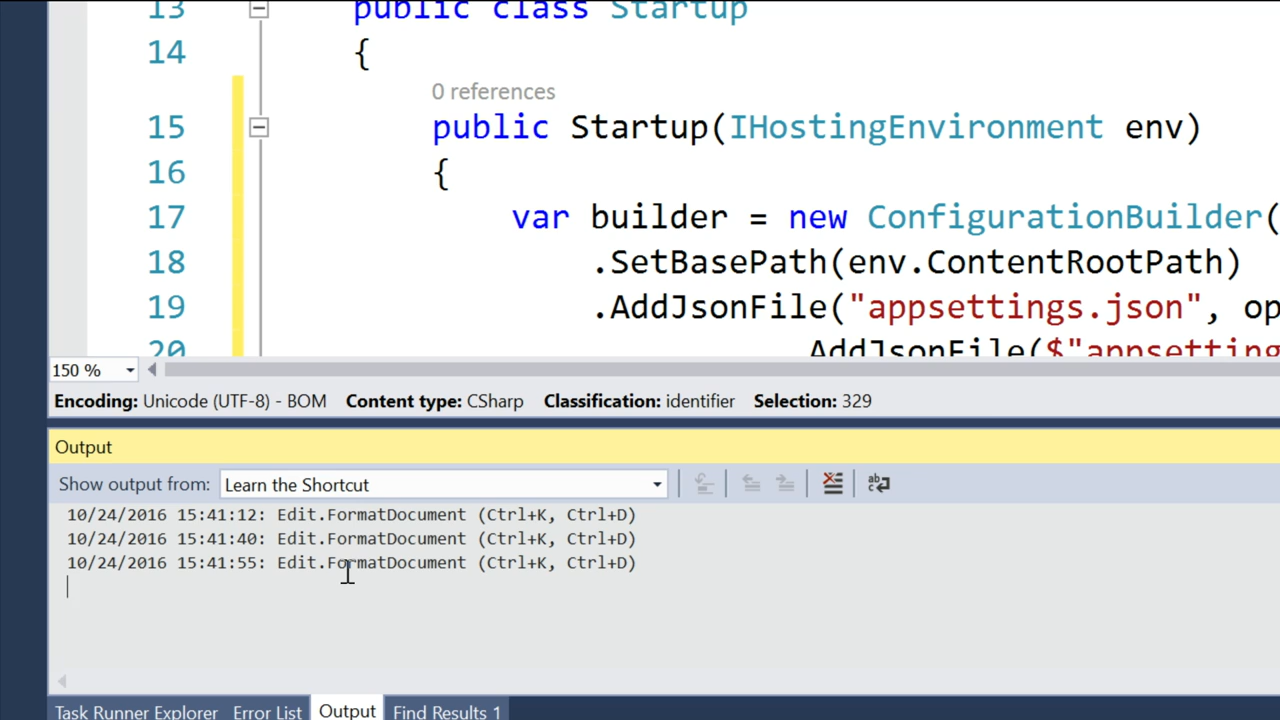 13 public class Startup
14 {
0 references
15 public Startup(IHostingEnvironment env)
16 {
17 var builder = new ConfigurationBuilder(
18 .SetBasePath(env.ContentRootPath)
19 .AddJsonFile("appsettings.json", op
20 AddJsonFile($"appsetting
150 %
Encoding: Unicode (UTF-8) - BOM Content type: CSharp Classification: identifier Selection: 329
Output
Show output from: Learn the Shortcut
10/24/2016 15:41:12: Edit.FormatDocument (Ctrl+K, Ctrl+D)
10/24/2016 15:41:40: Edit.FormatDocument (Ctrl+K, Ctrl+D)
10/24/2016 15:41:55: Edit.FormatDocument (Ctrl+K, Ctrl+D)
Task Runner Explorer Error List Output Find Results 1